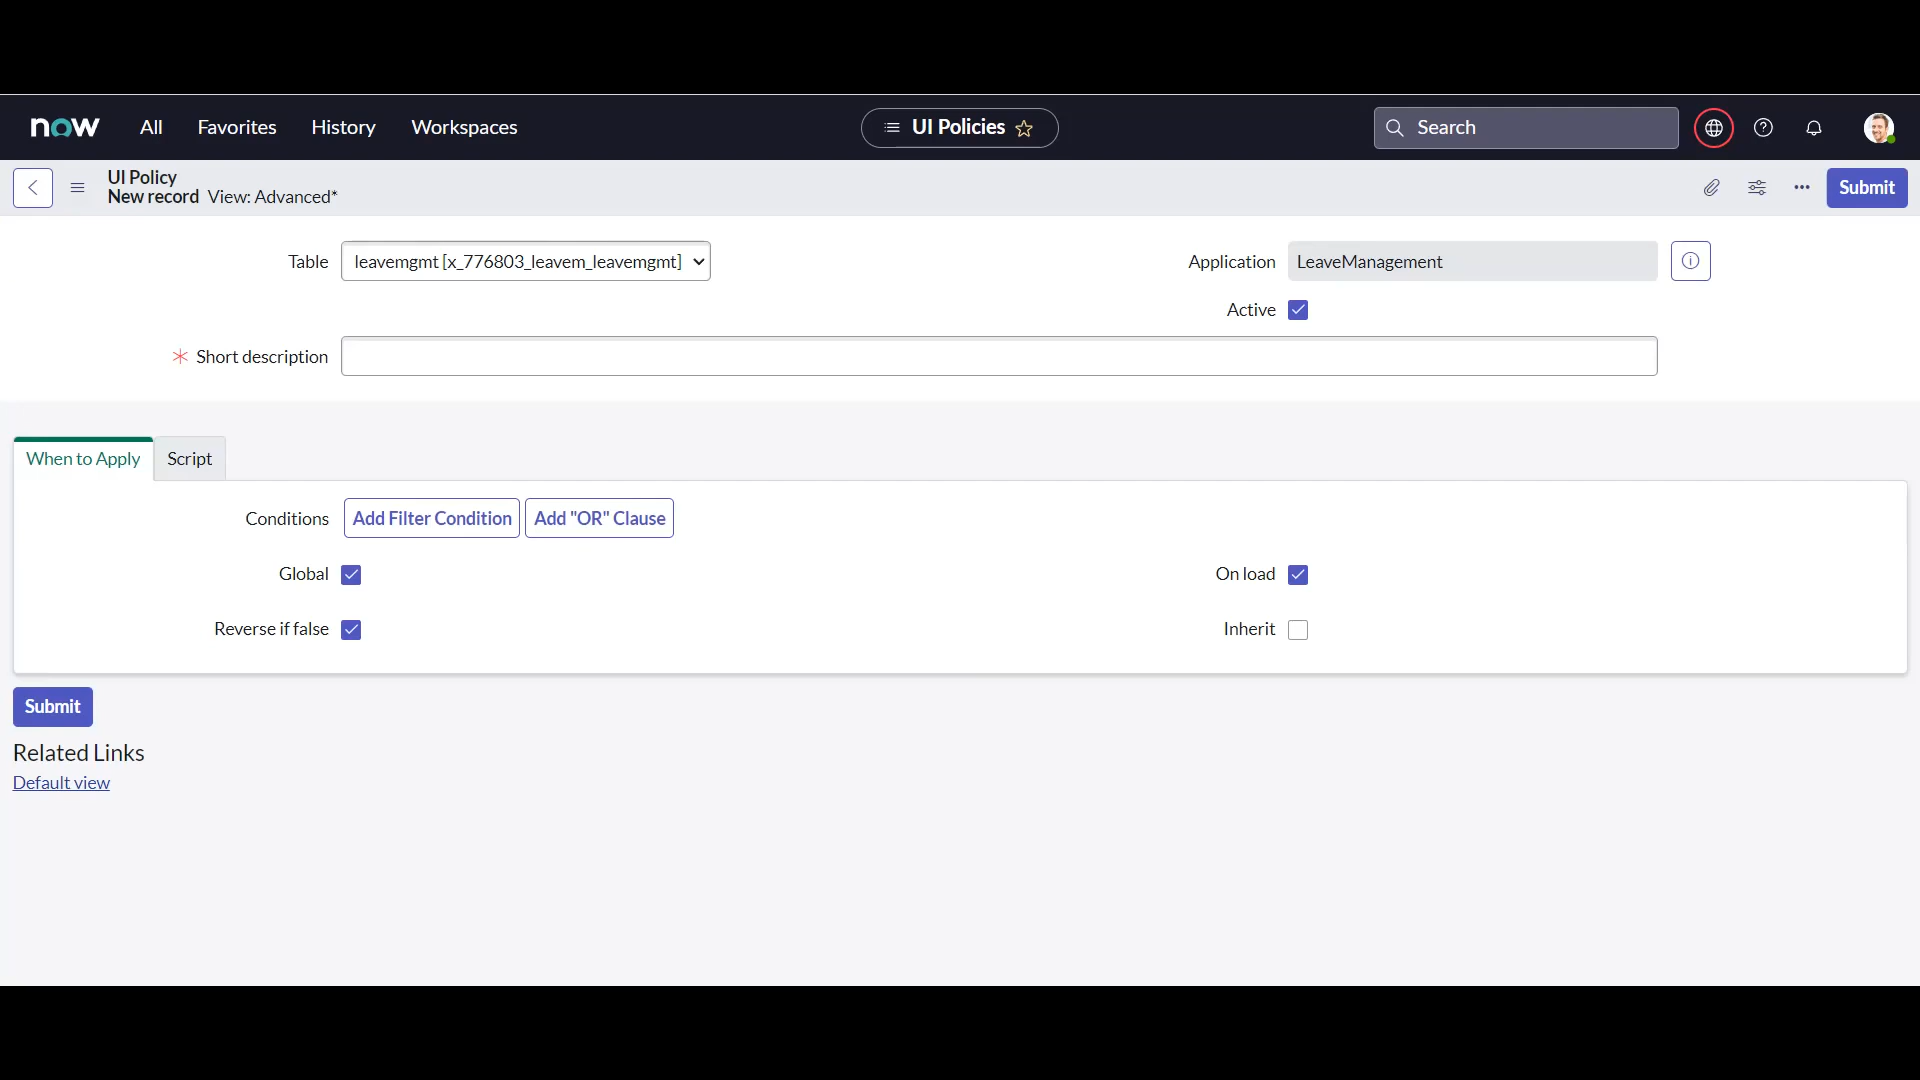 now All Favorites History Workspaces UI Policies Search
UI Policy
New record View: Advanced*
Submit
Table leavemgmt [x_776803_leavem_leavemgmt] Application LeaveManagement
Active
* Short description
When to Apply Script
Conditions Add Filter Condition Add "OR" Clause
Global On load
Reverse if false Inherit
Submit
Related Links
Default view